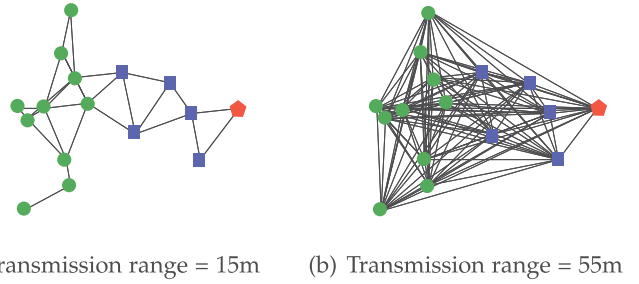 ransmission range = 15m (b) Transmission range = 55m